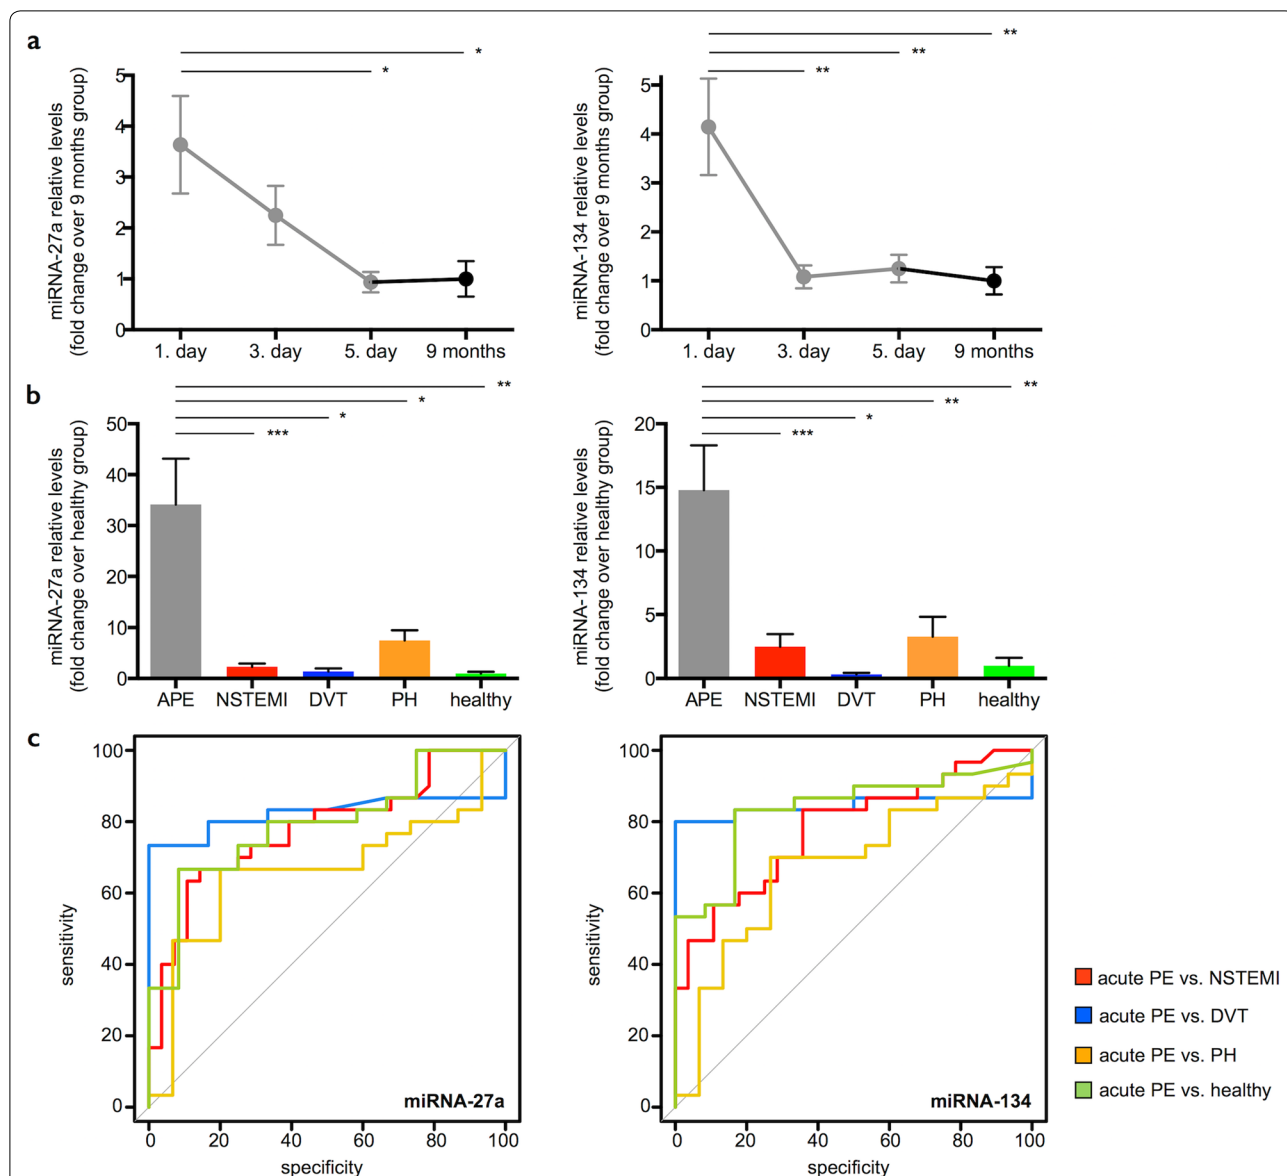 a
*
*
miRNA-27a relative levels
(fold change over 9 months group)
5
4
3
2
1
0
1. day 3. day 5. day 9 months
**
**
**
miRNA-134 relative levels
(fold change over 9 months group)
5
4
3
2
1
0
1. day 3. day 5. day 9 months
b
**
*
*
***
miRNA-27a relative levels
(fold change over healthy group)
50
40
30
20
10
0
APE NSTEMI DVT PH healthy
**
**
*
***
miRNA-134 relative levels
(fold change over healthy group)
20
15
10
5
0
APE NSTEMI DVT PH healthy
c
sensitivity
100
80
60
40
20
0
miRNA-27a
0 20 40 60 80 100
specificity
sensitivity
100
80
60
40
20
0
miRNA-134
0 20 40 60 80 100
specificity
acute PE vs. NSTEMI
acute PE vs. DVT
acute PE vs. PH
acute PE vs. healthy